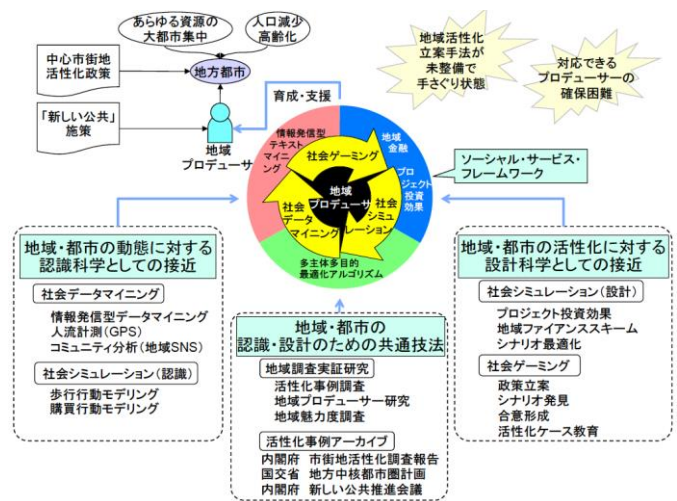 あらゆる資源の
大都市集中
人口減少
高齢化
中心市街地
活性化政策
地方都市
「新しい公共」
施策
地域
プロデューサ
育成・支援
地域活性化
立案手法が
未整備で
手さぐり状態
対応できる
プロデューサーの
確保困難
情報発信型
テキスト
マイニ
ング
社会ゲーミング
地域
金融
プロ
ジェクト
投資
効果
地域
プロデューサ
社会
データ
マイニング
社会
シミュ
レーション
多主体多目的
最適化アルゴリズム
ソーシャル・サービス・
フレームワーク
地域・都市の動態に対する
認識科学としての接近
社会データマイニング
情報発信型データマイニング
人流計測(GPS)
コミュニティ分析(地域SNS)
社会シミュレーション(認識)
歩行行動モデリング
購買行動モデリング
地域・都市の
認識・設計のための共通技法
地域調査実証研究
活性化事例調査
地域プロデューサー研究
地域魅力度調査
活性化事例アーカイブ
内閣府 市街地活性化調査報告
国交省 地方中核都市圏計画
内閣府 新しい公共推進会議
地域・都市の活性化に対する
設計科学としての接近
社会シミュレーション(設計)
プロジェクト投資効果
地域ファイナンススキーム
シナリオ最適化
社会ゲーミング
政策立案
シナリオ発見
合意形成
活性化ケース教育